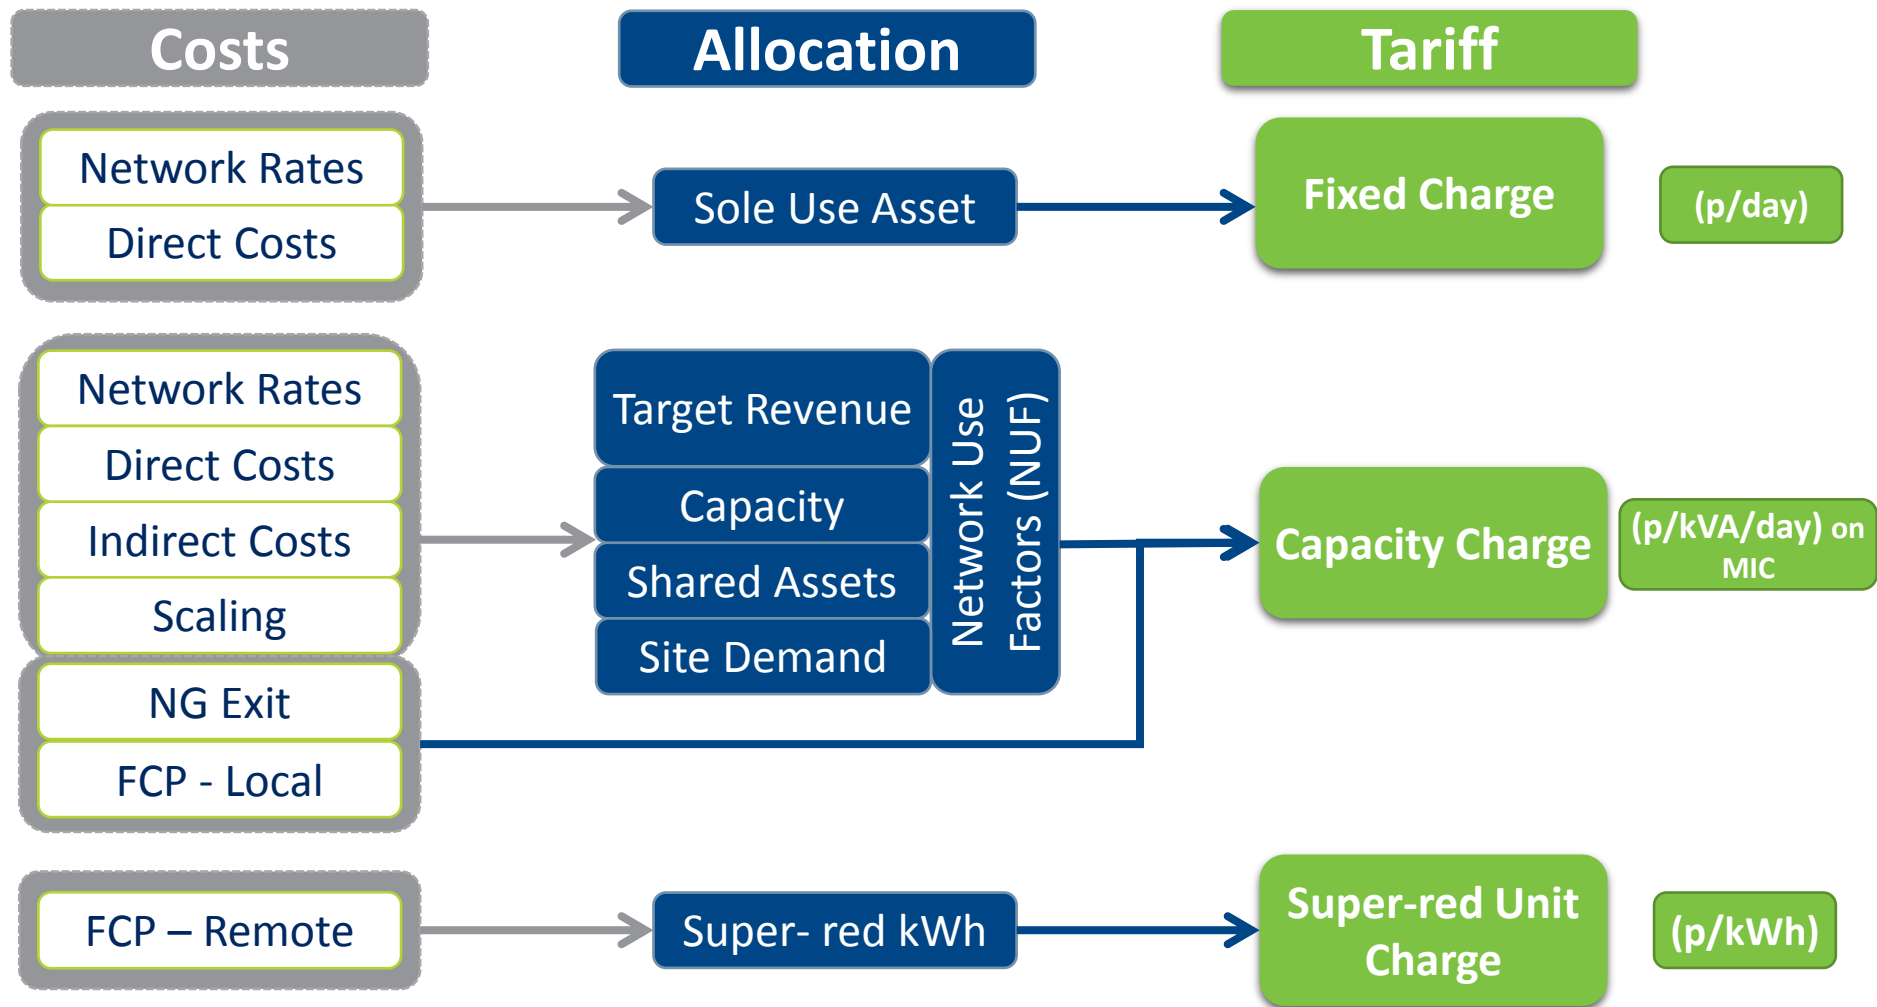 Costs
Allocation
Tariff
Network Rates
Direct Costs
Sole Use Asset
Fixed Charge
(p/day)
Network Rates
Direct Costs
Indirect Costs
Scaling
NG Exit
FCP - Local
Target Revenue
Capacity
Shared Assets
Site Demand
Network Use
Factors (NUF)
Capacity Charge
(p/kVA/day) on
MIC
FCP – Remote
Super- red kWh
Super-red Unit
Charge
(p/kWh)